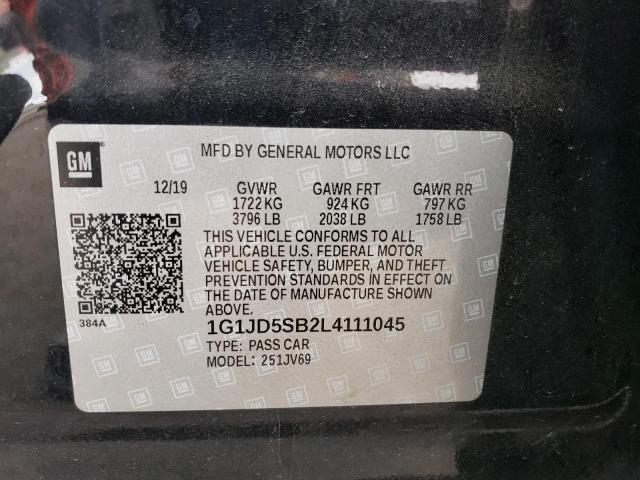 GM
MFD BY GENERAL MOTORS LLC
12/19 GVWR GAWR FRT GAWR RR
1722 KG 924 KG 797 KG
3796 LB 2038 LB 1758 LB
THIS VEHICLE CONFORMS TO ALL
APPLICABLE U.S. FEDERAL MOTOR
VEHICLE SAFETY, BUMPER, AND THEFT
PREVENTION STANDARDS IN EFFECT ON
THE DATE OF MANUFACTURE SHOWN
ABOVE.
384A
1G1JD5SB2L4111045
TYPE: PASS CAR
MODEL: 251JV69